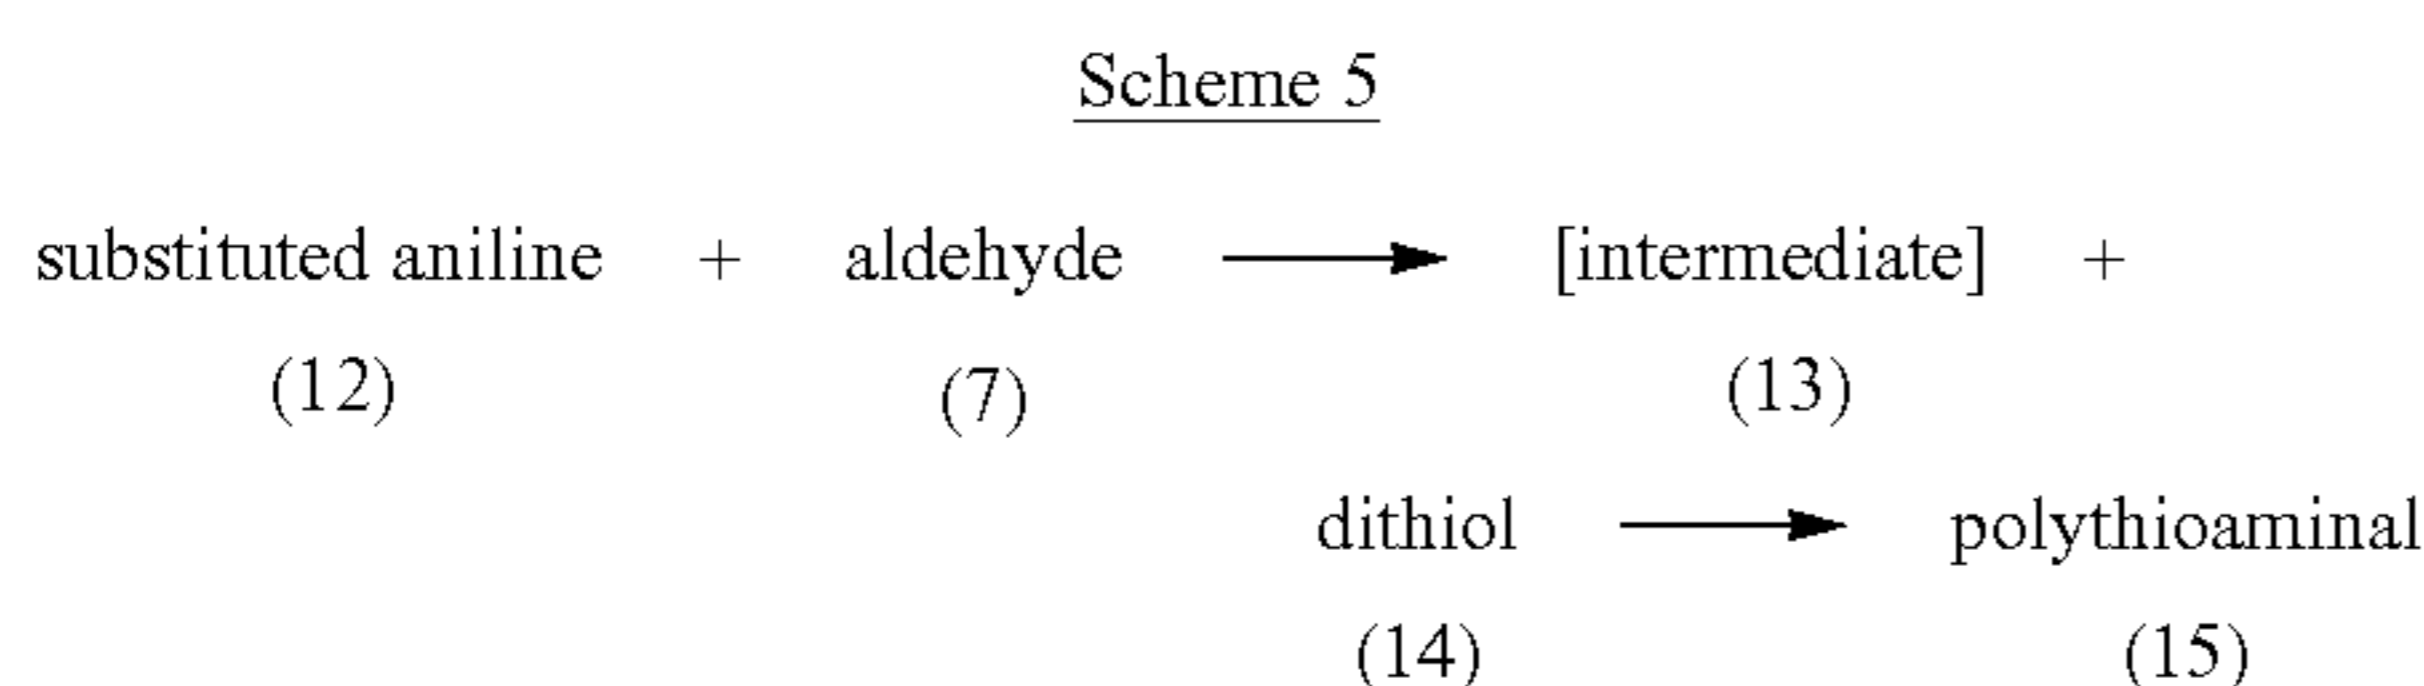 Scheme 5
substituted aniline + aldehyde ⟶ [intermediate] +
(12) (7) (13)
dithiol ⟶ polythioaminal
(14) (15)